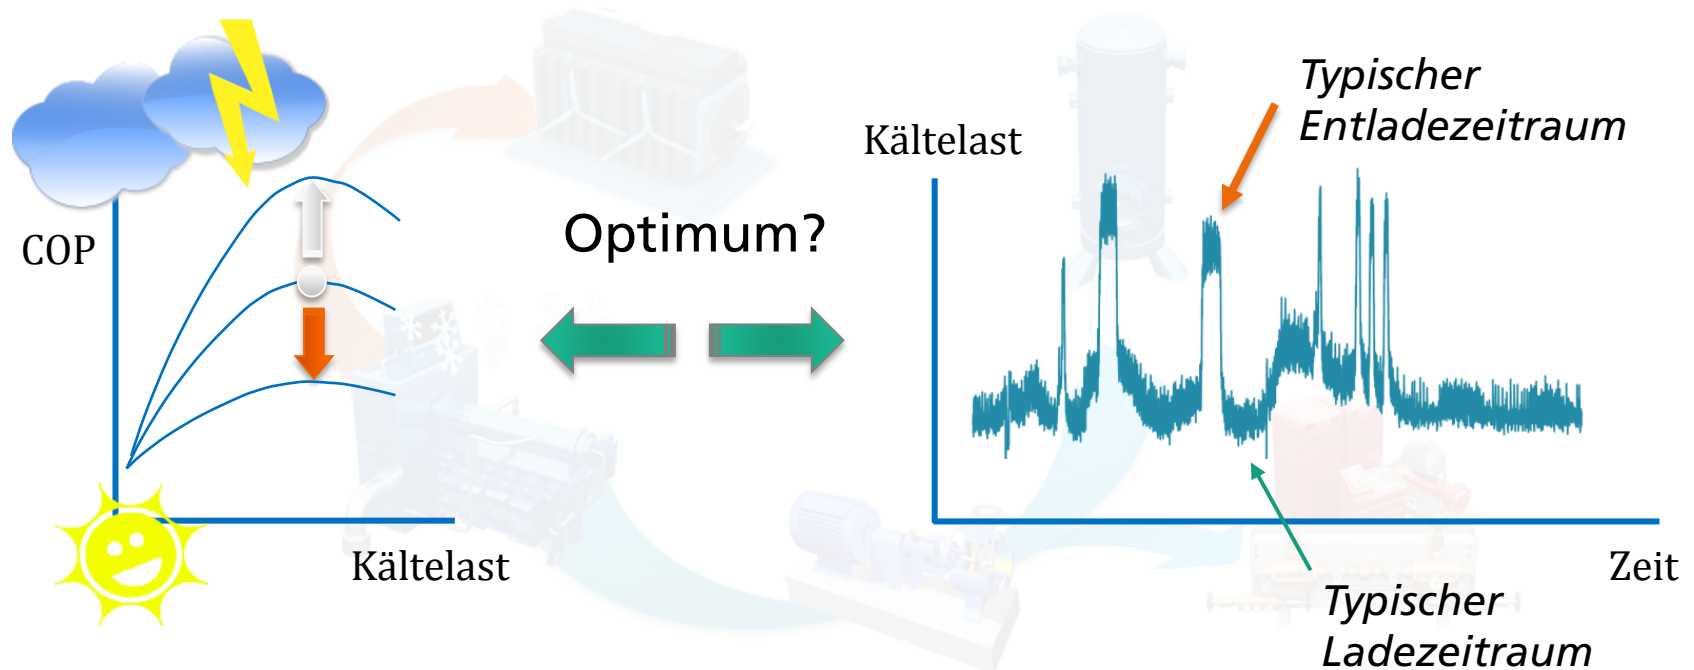 COP
Kältelast
Optimum?
Kältelast
Typischer
Entladezeitraum
Zeit
Typischer
Ladezeitraum